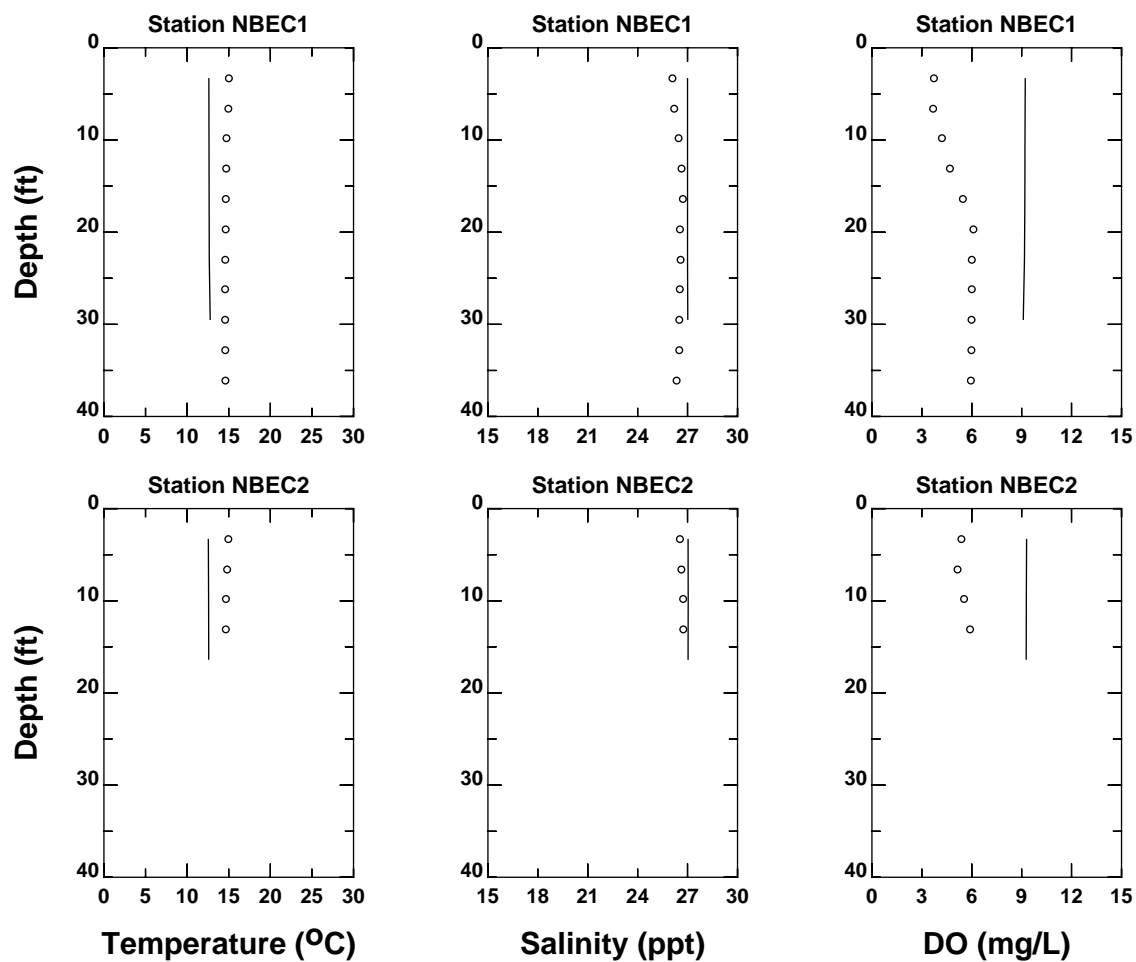 Station NBEC1 Station NBEC1 Station NBEC1
0 0 0
10 10 10
20 20 20
30 30 30
40 40 40
Depth (ft)
0 5 10 15 20 25 30 15 18 21 24 27 30 0 3 6 9 12 15
Station NBEC2 Station NBEC2 Station NBEC2
0 0 0
10 10 10
20 20 20
30 30 30
40 40 40
Depth (ft)
0 5 10 15 20 25 30 15 18 21 24 27 30 0 3 6 9 12 15
Temperature (ºC) Salinity (ppt) DO (mg/L)